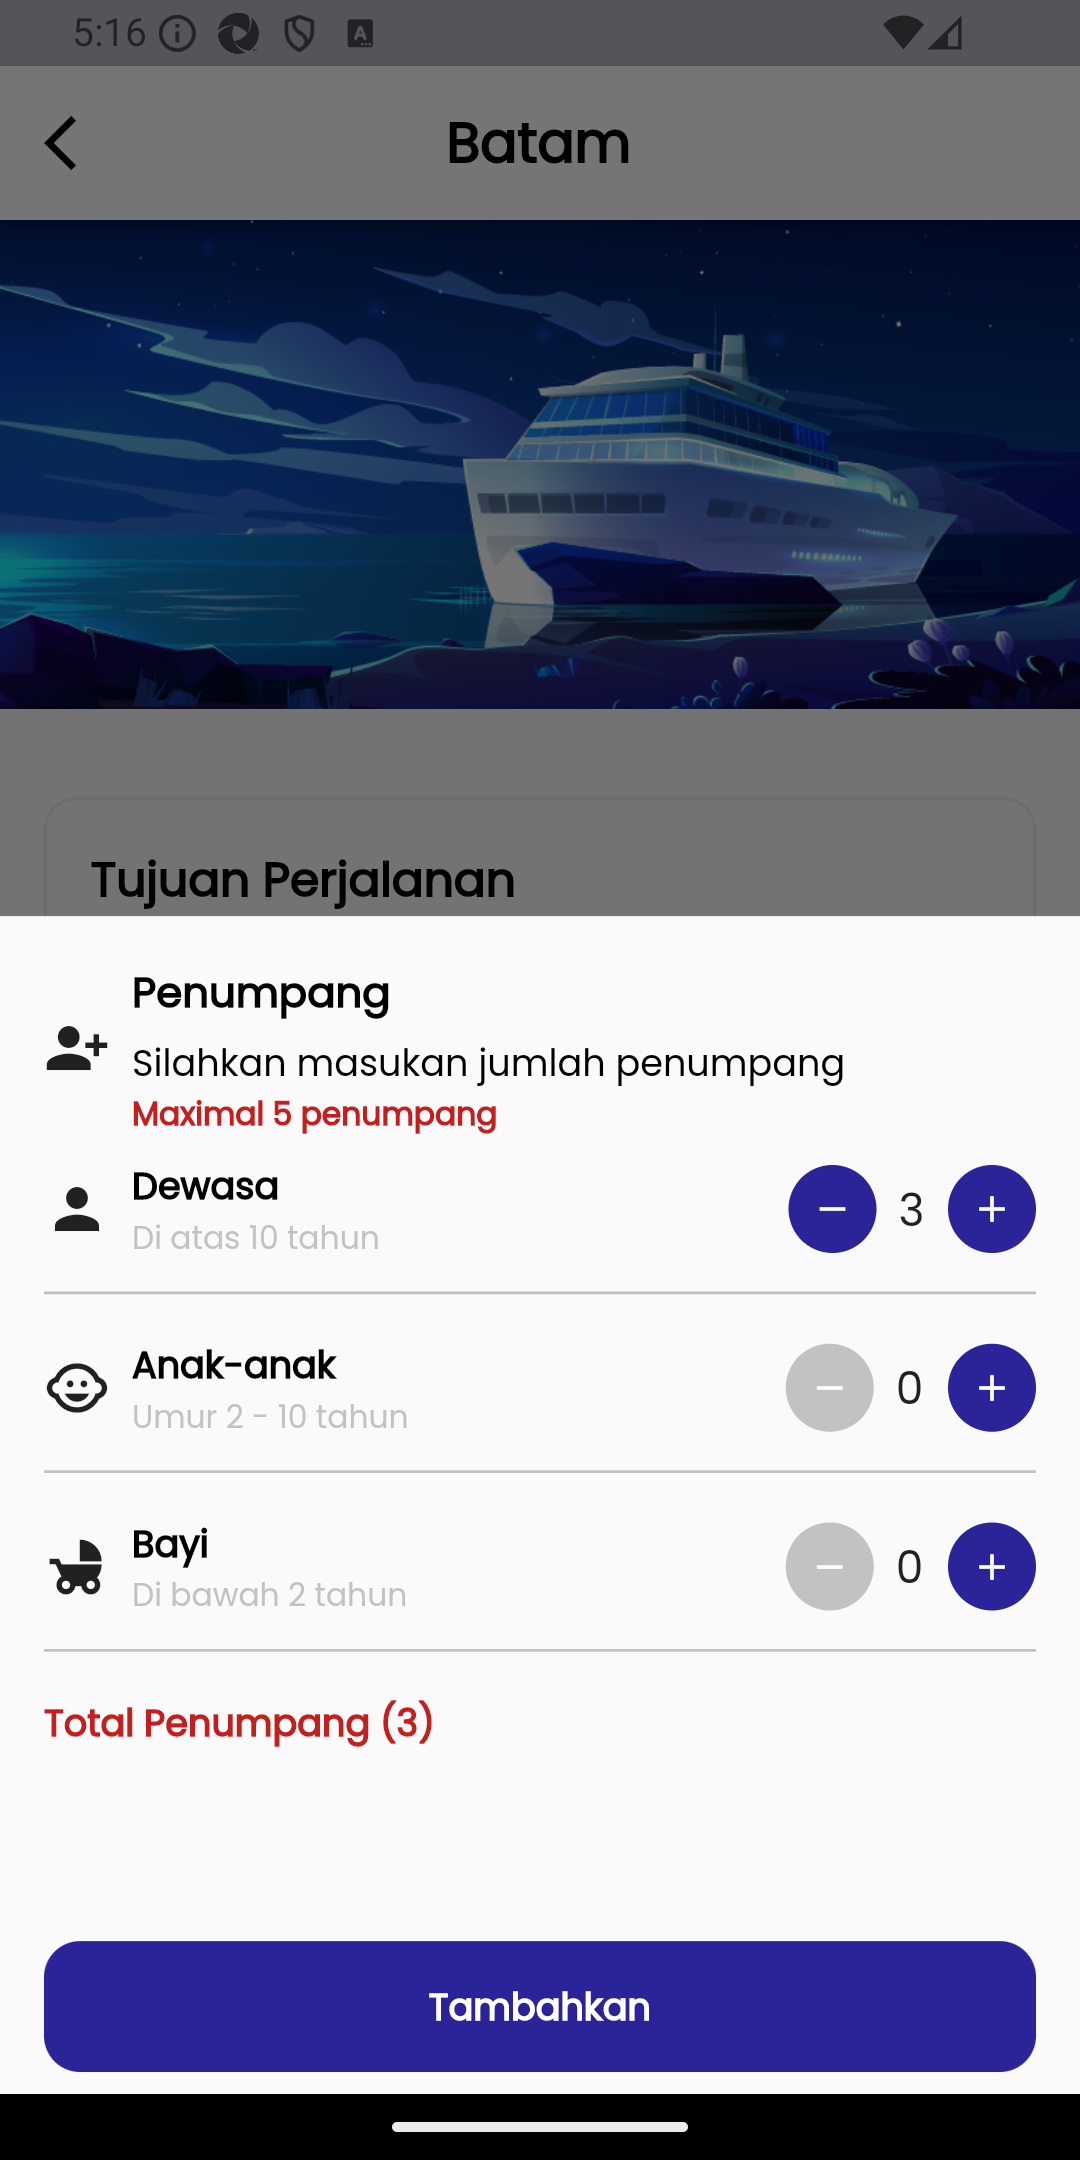 5:16
Batam
Tujuan Perjalanan
Penumpang
Silahkan masukan jumlah penumpang
Maximal 5 penumpang
Dewasa
Di atas 10 tahun
3
Anak-anak
Umur 2 - 10 tahun
0
Bayi
Di bawah 2 tahun
0
Total Penumpang (3)
Tambahkan